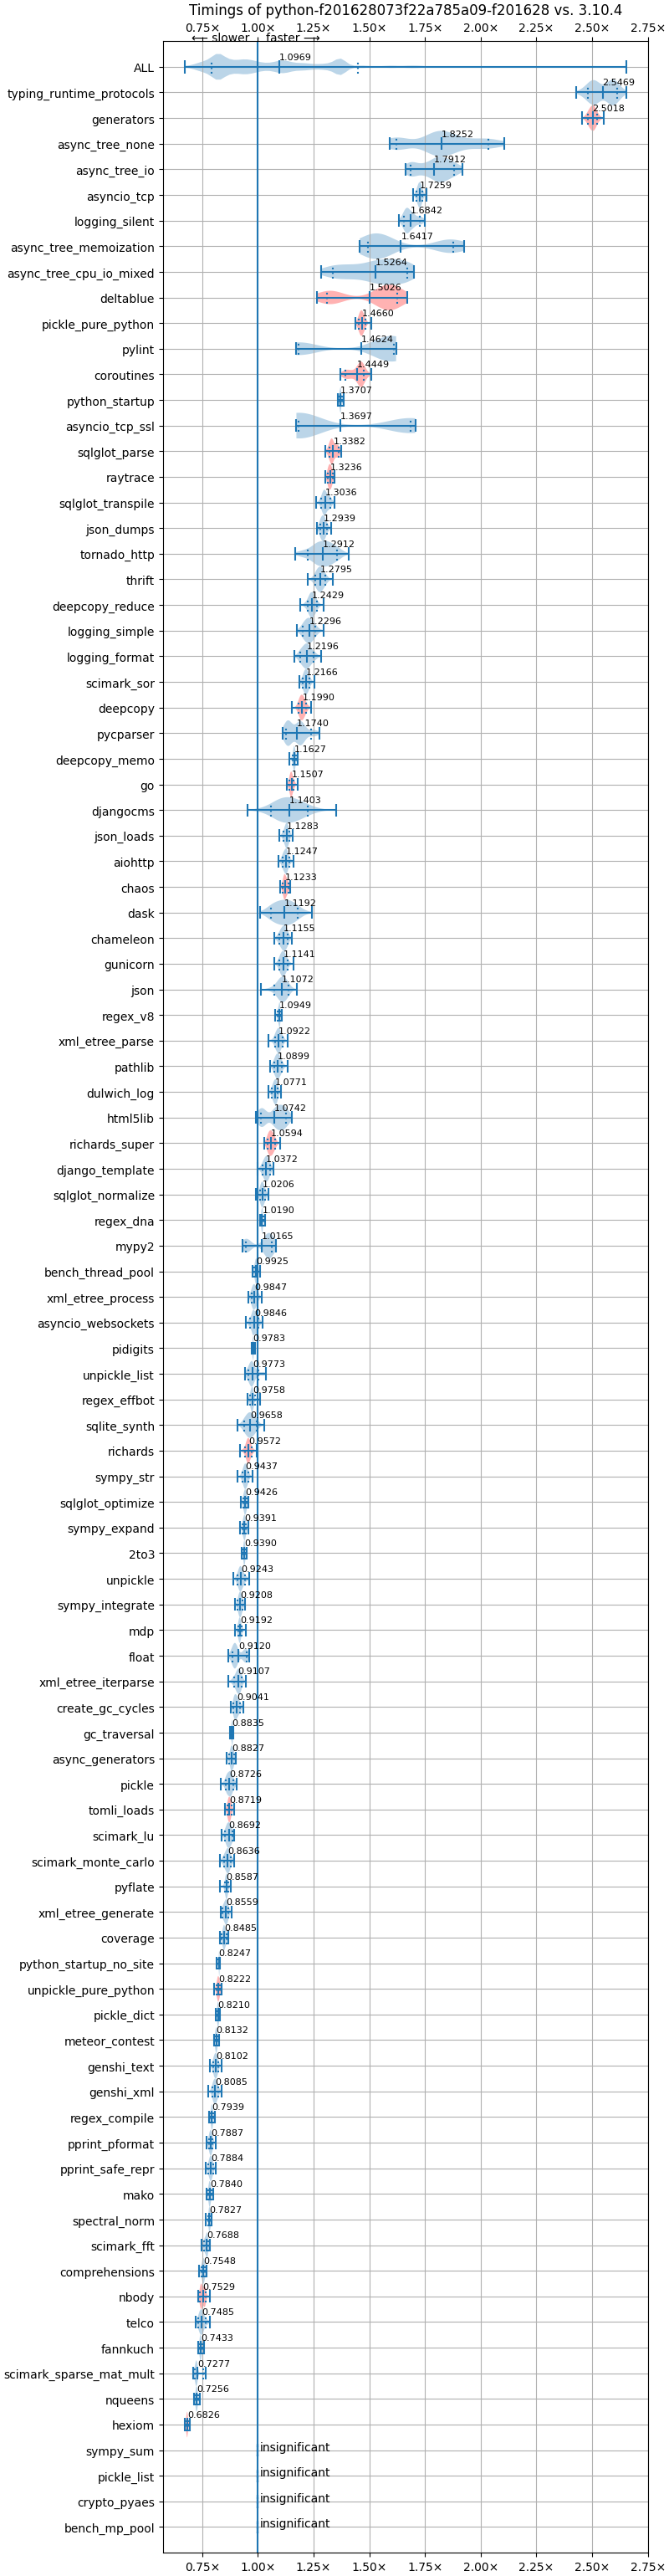 Timings of python-f201628073f22a785a09-f201628 vs. 3.10.4
0.75× 1.00× 1.25× 1.50× 1.75× 2.00× 2.25× 2.50× 2.75×
⟵ slower faster ⟶
ALL 1.0969
typing_runtime_protocols 2.5469
generators 2.5018
async_tree_none 1.8252
async_tree_io 1.7912
asyncio_tcp 1.7259
logging_silent 1.6842
async_tree_memoization 1.6417
async_tree_cpu_io_mixed 1.5264
deltablue 1.5026
pickle_pure_python 1.4660
pylint 1.4624
coroutines 1.4449
python_startup 1.3707
asyncio_tcp_ssl 1.3697
sqlglot_parse 1.3382
raytrace 1.3236
sqlglot_transpile 1.3036
json_dumps 1.2939
tornado_http 1.2912
thrift 1.2795
deepcopy_reduce 1.2429
logging_simple 1.2296
logging_format 1.2196
scimark_sor 1.2166
deepcopy 1.1990
pycparser 1.1740
deepcopy_memo 1.1627
go 1.1507
djangocms 1.1403
json_loads 1.1283
aiohttp 1.1247
chaos 1.1233
dask 1.1192
chameleon 1.1155
gunicorn 1.1141
json 1.1072
regex_v8 1.0949
xml_etree_parse 1.0922
pathlib 1.0899
dulwich_log 1.0771
html5lib 1.0742
richards_super 1.0594
django_template 1.0372
sqlglot_normalize 1.0206
regex_dna 1.0190
mypy2 1.0165
bench_thread_pool 0.9925
xml_etree_process 0.9847
asyncio_websockets 0.9846
pidigits 0.9783
unpickle_list 0.9773
regex_effbot 0.9758
sqlite_synth 0.9658
richards 0.9572
sympy_str 0.9437
sqlglot_optimize 0.9426
sympy_expand 0.9391
2to3 0.9390
unpickle 0.9243
sympy_integrate 0.9208
mdp 0.9192
float 0.9120
xml_etree_iterparse 0.9107
create_gc_cycles 0.9041
gc_traversal 0.8835
async_generators 0.8827
pickle 0.8726
tomli_loads 0.8719
scimark_lu 0.8692
scimark_monte_carlo 0.8636
pyflate 0.8587
xml_etree_generate 0.8559
coverage 0.8485
python_startup_no_site 0.8247
unpickle_pure_python 0.8222
pickle_dict 0.8210
meteor_contest 0.8132
genshi_text 0.8102
genshi_xml 0.8085
regex_compile 0.7939
pprint_pformat 0.7887
pprint_safe_repr 0.7884
mako 0.7840
spectral_norm 0.7827
scimark_fft 0.7688
comprehensions 0.7548
nbody 0.7529
telco 0.7485
fannkuch 0.7433
scimark_sparse_mat_mult 0.7277
nqueens 0.7256
hexiom 0.6826
sympy_sum insignificant
pickle_list insignificant
crypto_pyaes insignificant
bench_mp_pool insignificant
0.75× 1.00× 1.25× 1.50× 1.75× 2.00× 2.25× 2.50× 2.75×